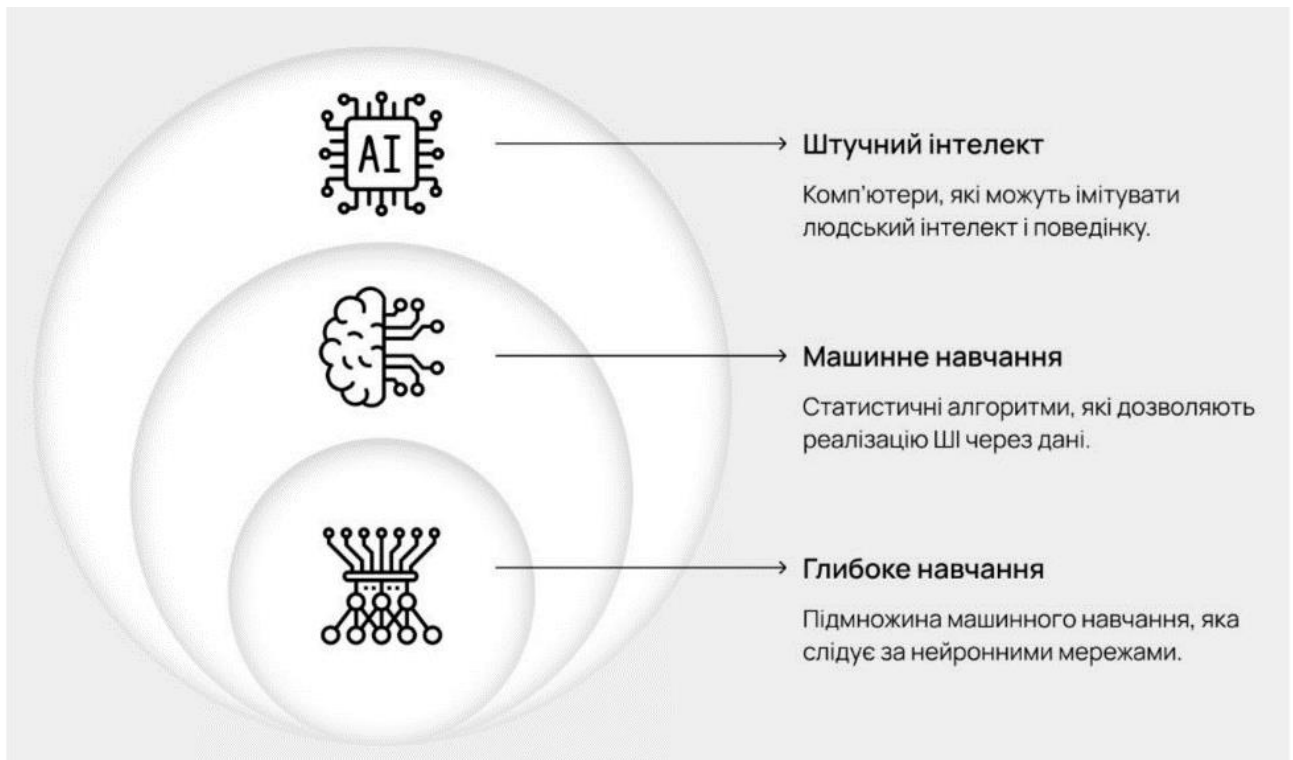 AI
Штучний інтелект
Комп'ютери, які можуть імітувати
людський інтелект і поведінку.
Машинне навчання
Статистичні алгоритми, які дозволяють
реалізацію ШІ через дані.
Глибоке навчання
Підмножина машинного навчання, яка
слідує за нейронними мережами.